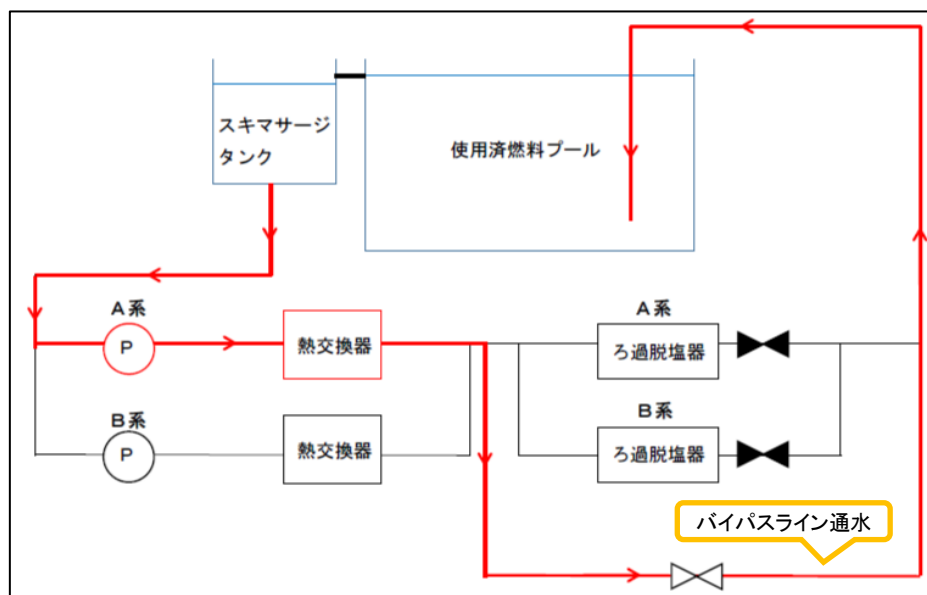 スキマサージ
タンク
使用済燃料プール
A系
P
熱交換器
A系
ろ過脱塩器
B系
P
熱交換器
B系
ろ過脱塩器
バイパスライン通水